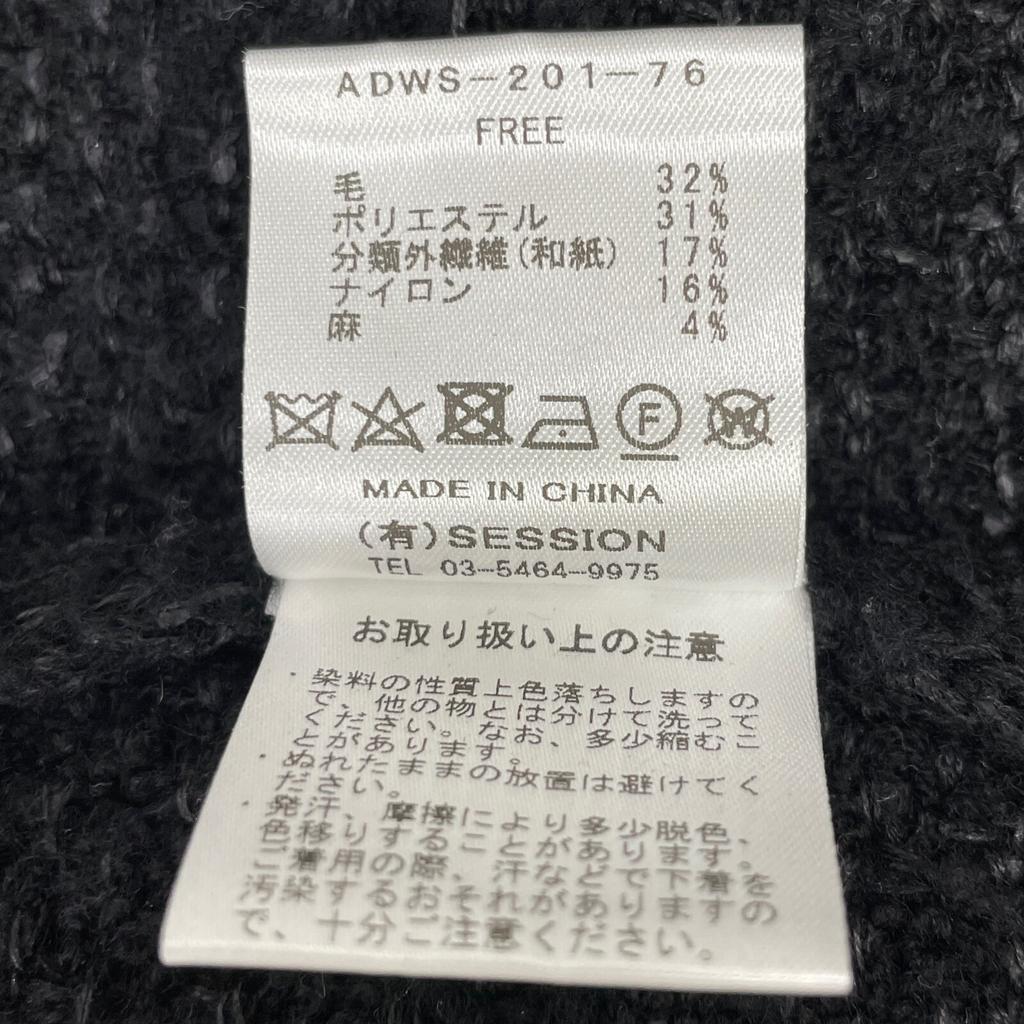 ADWS-201-76
FREE
毛 32%
ポリエステル 31%
分類外繊維(和紙) 17%
ナイロン 16%
麻 4%
F
W
MADE IN CHINA
(有)SESSION
TEL 03-5464-9975
お取り扱い上の注意
・染料の性質上色落ちしますの
で、他の物とは分けて洗って
ください。なお、多少縮むこ
とがあります。
・ぬれたままの放置は避けてく
ださい。
・発汗、摩擦により多少脱色、
色移りすることがあります。
ご着用の際、汗などで下着を
汚染するおそれがありますの
で、十分ご注意ください。